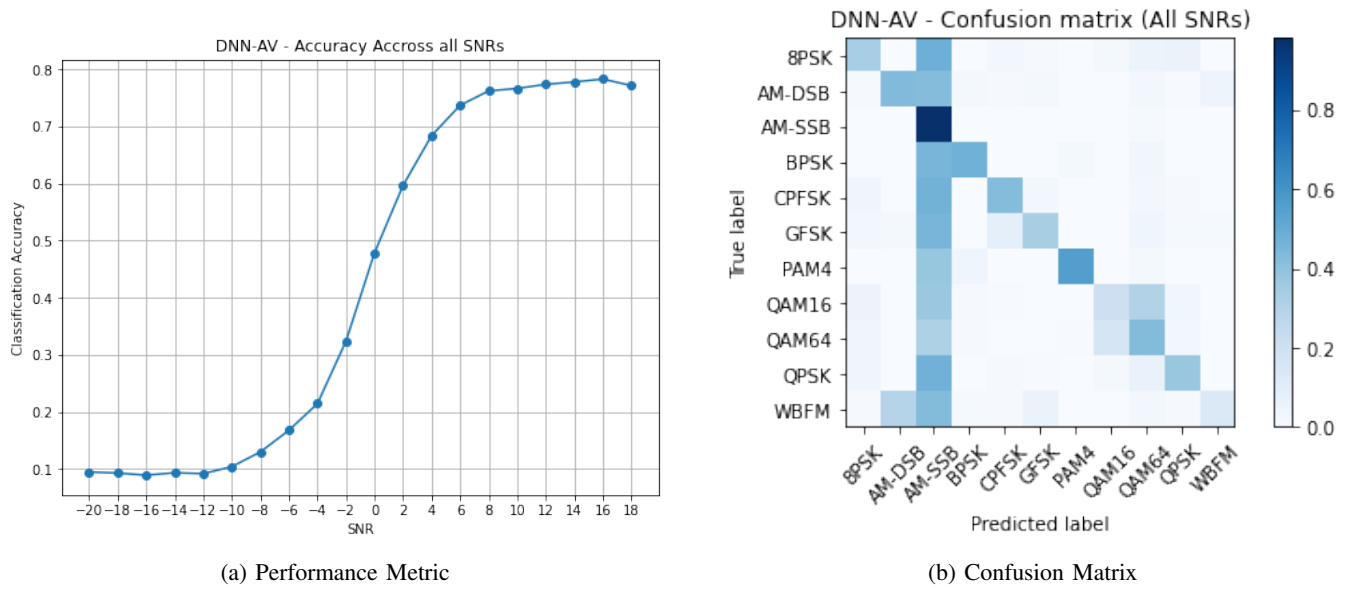 DNN-AV - Accuracy Accross all SNRs
0.8
0.7
0.6
0.5
0.4
0.3
0.2
0.1
Classification Accuracy
−20 −18 −16 −14 −12 −10 −8 −6 −4 −2 0 2 4 6 8 10 12 14 16 18
SNR
(a) Performance Metric
DNN-AV - Confusion matrix (All SNRs)
8PSK
AM-DSB
AM-SSB
BPSK
CPFSK
GFSK
PAM4
QAM16
QAM64
QPSK
WBFM
True label
8PSK AM-DSB AM-SSB BPSK CPFSK GFSK PAM4 QAM16 QAM64 QPSK WBFM
Predicted label
0.8
0.6
0.4
0.2
0.0
(b) Confusion Matrix